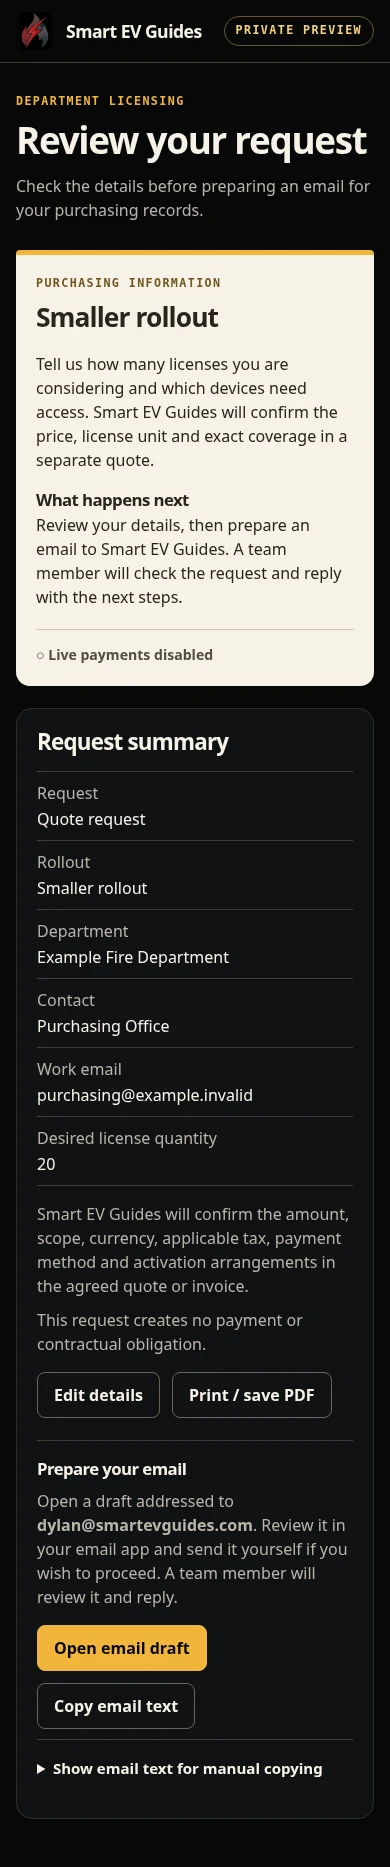 Smart EV Guides
PRIVATE PREVIEW
DEPARTMENT LICENSING
Review your request
Check the details before preparing an email for
your purchasing records.
PURCHASING INFORMATION
Smaller rollout
Tell us how many licenses you are
considering and which devices need
access. Smart EV Guides will confirm the
price, license unit and exact coverage in a
separate quote.
What happens next
Review your details, then prepare an
email to Smart EV Guides. A team
member will check the request and reply
with the next steps.
○ Live payments disabled
Request summary
Request
Quote request
Rollout
Smaller rollout
Department
Example Fire Department
Contact
Purchasing Office
Work email
purchasing@example.invalid
Desired license quantity
20
Smart EV Guides will confirm the amount,
scope, currency, applicable tax, payment
method and activation arrangements in
the agreed quote or invoice.
This request creates no payment or
contractual obligation.
Edit details
Print / save PDF
Prepare your email
Open a draft addressed to
dylan@smartevguides.com. Review it in
your email app and send it yourself if you
wish to proceed. A team member will
review it and reply.
Open email draft
Copy email text
▶ Show email text for manual copying